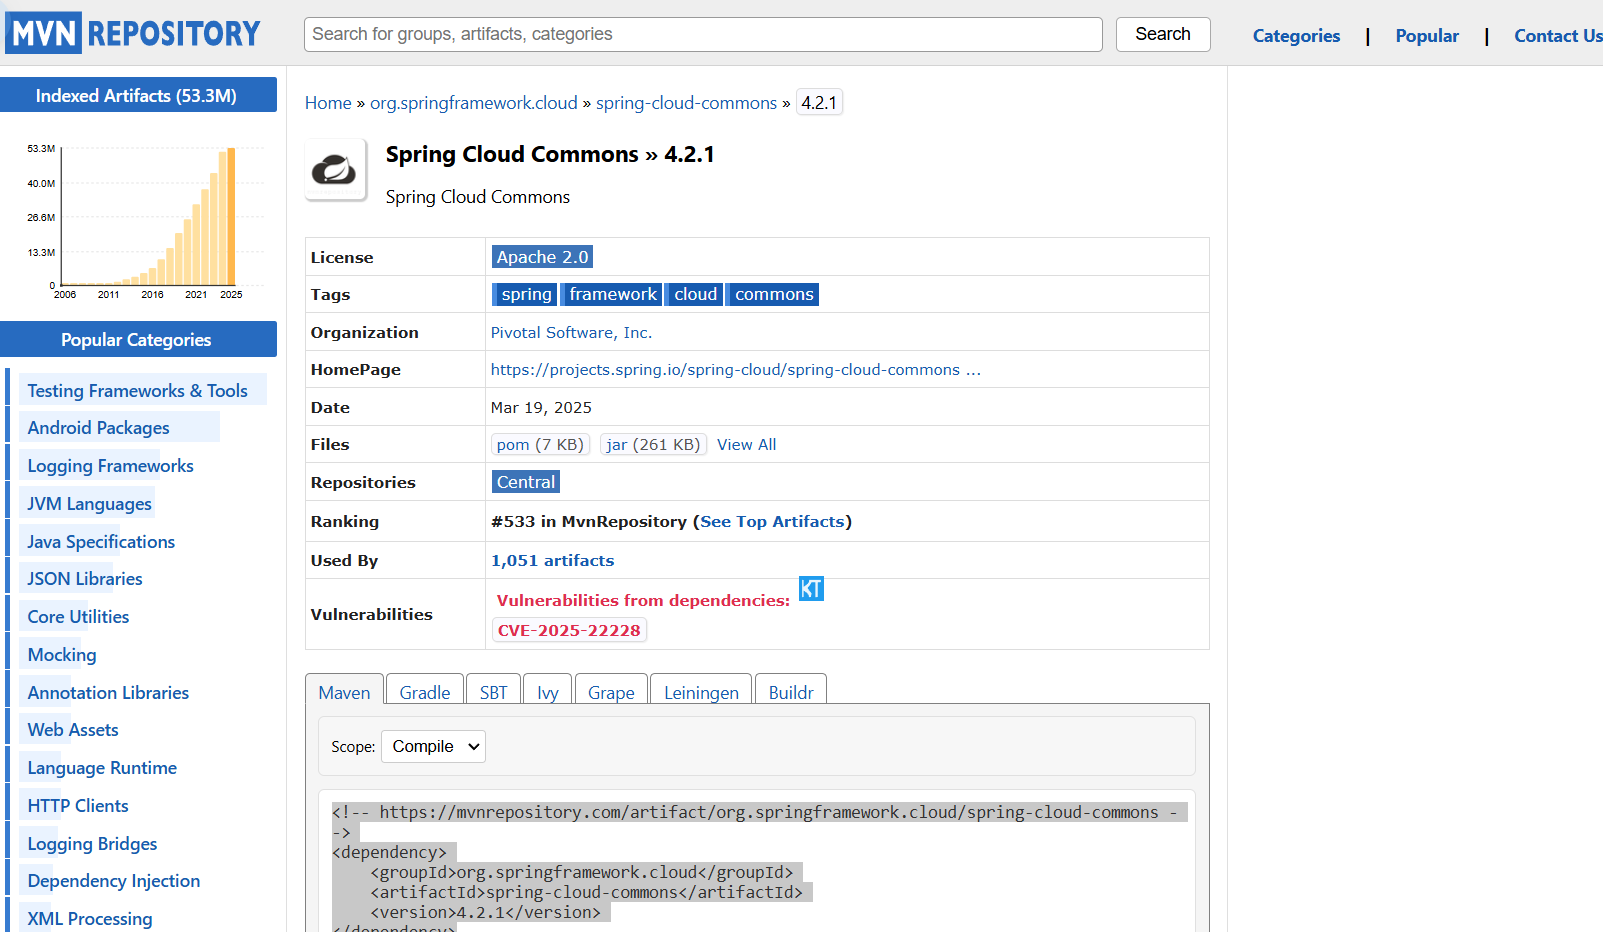 MVN REPOSITORY
Search for groups, artifacts, categories
Search
Categories | Popular | Contact Us
Indexed Artifacts (53.3M)
53.3M
40.0M
26.6M
13.3M
0
2006 2011 2016 2021 2025
Popular Categories
Testing Frameworks & Tools
Android Packages
Logging Frameworks
JVM Languages
Java Specifications
JSON Libraries
Core Utilities
Mocking
Annotation Libraries
Web Assets
Language Runtime
HTTP Clients
Logging Bridges
Dependency Injection
XML Processing
Home » org.springframework.cloud » spring-cloud-commons » 4.2.1
Spring Cloud Commons » 4.2.1
Spring Cloud Commons
License Apache 2.0
Tags spring framework cloud commons
Organization Pivotal Software, Inc.
HomePage https://projects.spring.io/spring-cloud/spring-cloud-commons ...
Date Mar 19, 2025
Files pom (7 KB) jar (261 KB) View All
Repositories Central
Ranking #533 in MvnRepository (See Top Artifacts)
Used By 1,051 artifacts
Vulnerabilities Vulnerabilities from dependencies: KT
CVE-2025-22228
Maven Gradle SBT Ivy Grape Leiningen Buildr
Scope: Compile
<!-- https://mvnrepository.com/artifact/org.springframework.cloud/spring-cloud-commons -
->
<dependency>
    <groupId>org.springframework.cloud</groupId>
    <artifactId>spring-cloud-commons</artifactId>
    <version>4.2.1</version>
</dependency>